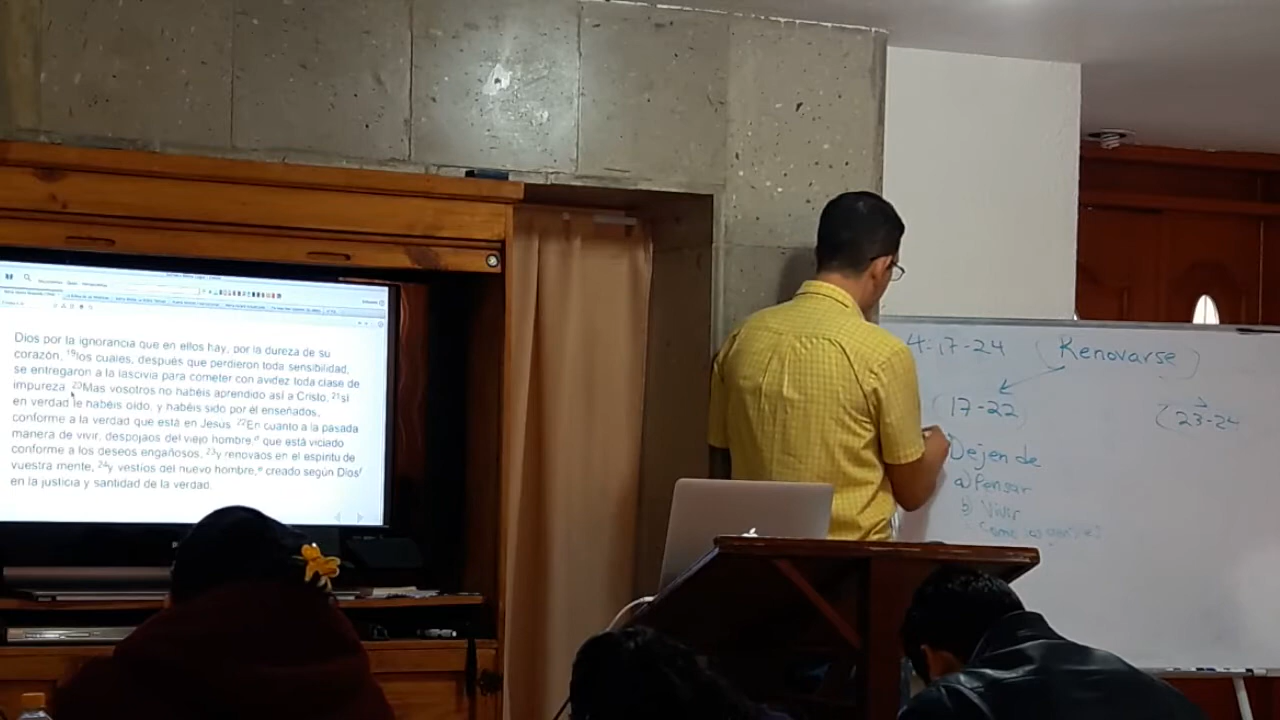 Dios por la ignorancia que en ellos hay, por la dureza de su
corazón, 19los cuales, después que perdieron toda sensibilidad,
se entregaron a la lascivia para cometer con avidez toda clase de
impureza. 20Mas vosotros no habéis aprendido así a Cristo, 21si
en verdad le habéis oído, y habéis sido por él enseñados,
conforme a la verdad que está en Jesús. 22En cuanto a la pasada
manera de vivir, despojaos del viejo hombre,d que está viciado
conforme a los deseos engañosos, 23y renovaos en el espíritu de
vuestra mente, 24y vestíos del nuevo hombre,e creado según Diosf
en la justicia y santidad de la verdad.
4:17-24 (Renovarse)
(17-22)
(23-24
Dejen de
a) Pensar
b) Vivir